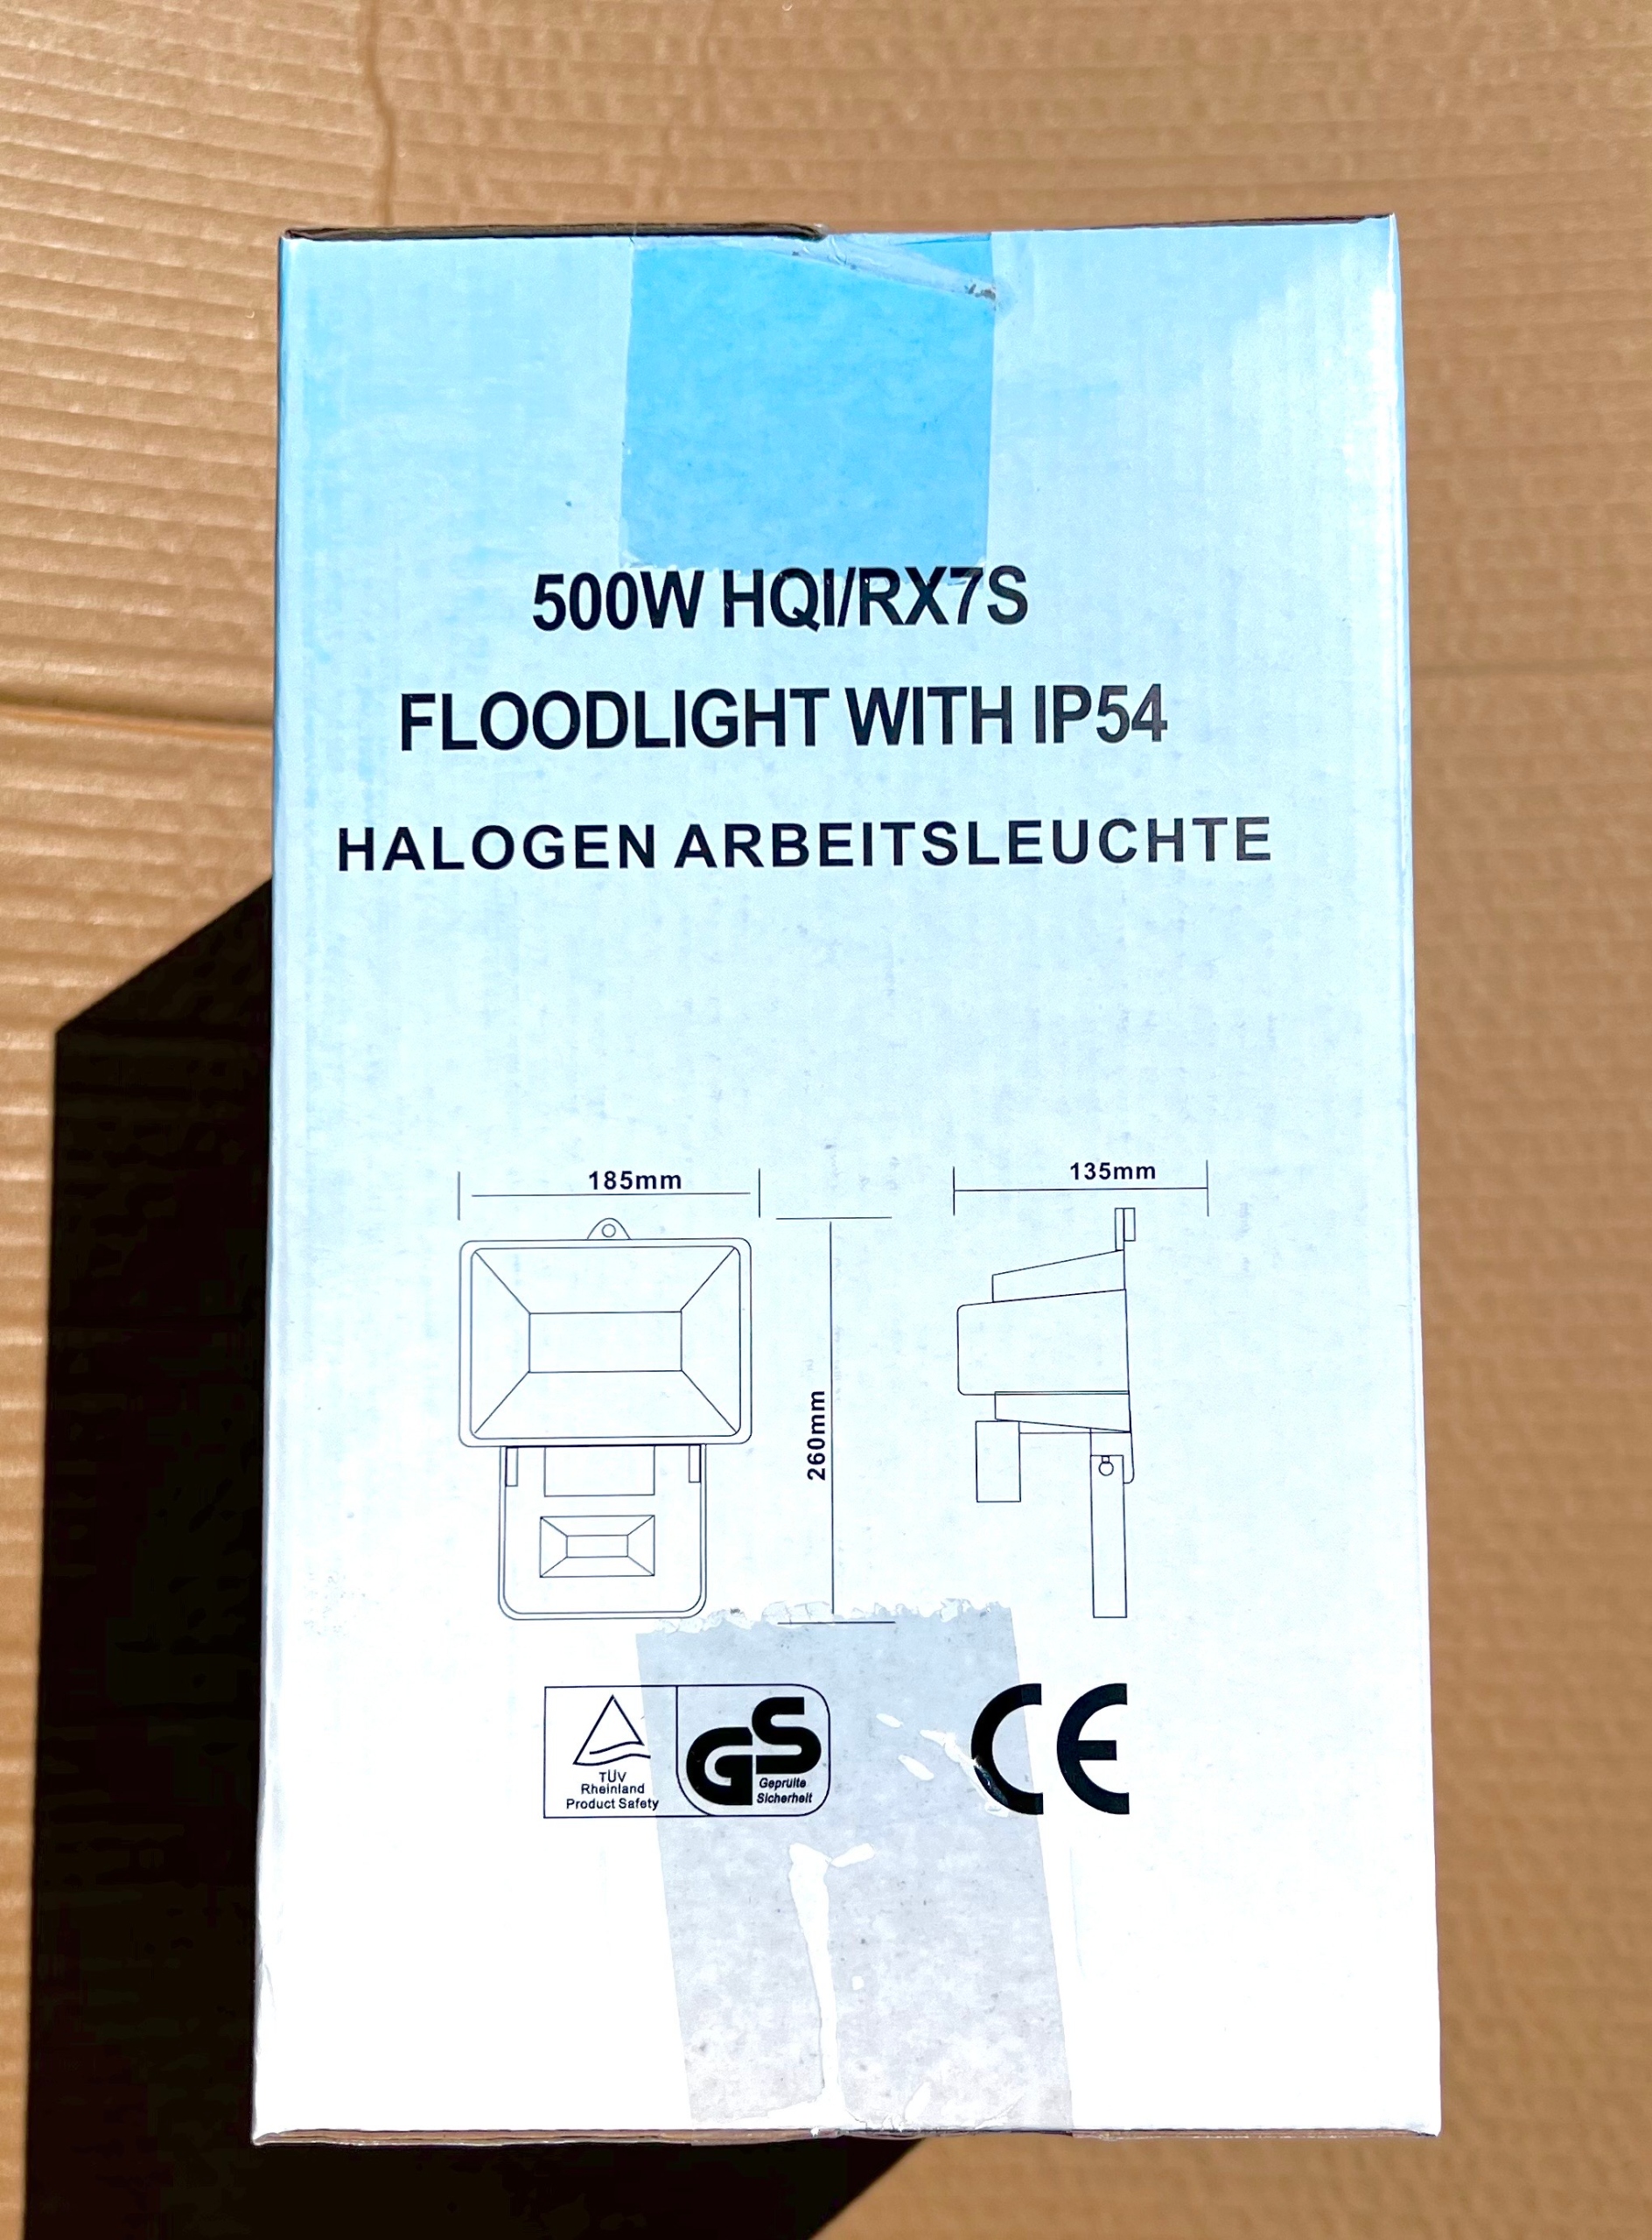 500W HQI/RX7S
FLOODLIGHT WITH IP54
HALOGEN ARBEITSLEUCHTE
185mm
135mm
260mm
TÜV
Rheinland
Product Safety
GS
Geprüfte
Sicherheit
CE